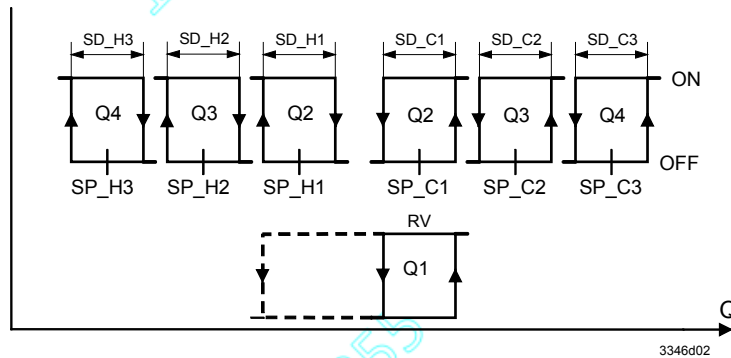 SD_H3 SD_H2 SD_H1 SD_C1 SD_C2 SD_C3
ON
Q4 Q3 Q2 Q2 Q3 Q4
OFF
SP_H3 SP_H2 SP_H1 SP_C1 SP_C2 SP_C3
RV
Q1
Q
3346d02